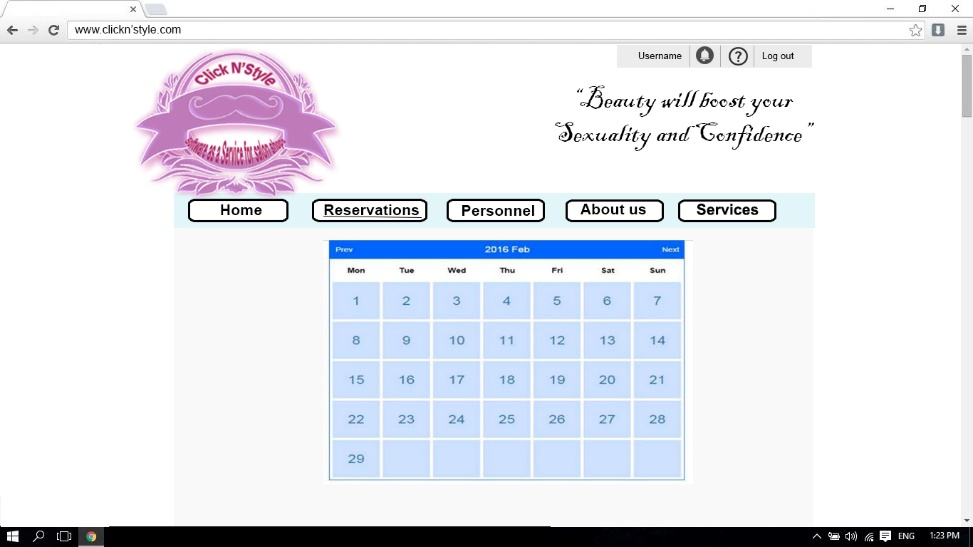 www.clickn'style.com
Username
Log out
Click N'Style
Software as a Service for salon
"Beauty will boost your
Sexuality and Confidence"
Home Reservations Personnel About us Services
Prev 2016 Feb Next
Mon Tue Wed Thu Fri Sat Sun
1 2 3 4 5 6 7
8 9 10 11 12 13 14
15 16 17 18 19 20 21
22 23 24 25 26 27 28
29
ENG 1:23 PM